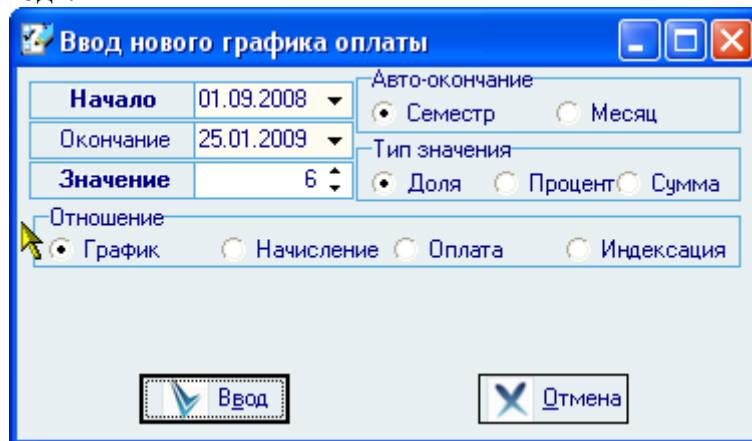 Ввод нового графика оплаты
Начало 01.09.2008
Окончание 25.01.2009
Значение 6
Авто-окончание
Семестр Месяц
Тип значения
Доля Процент Сумма
Отношение
График Начисление Оплата Индексация
Ввод Отмена